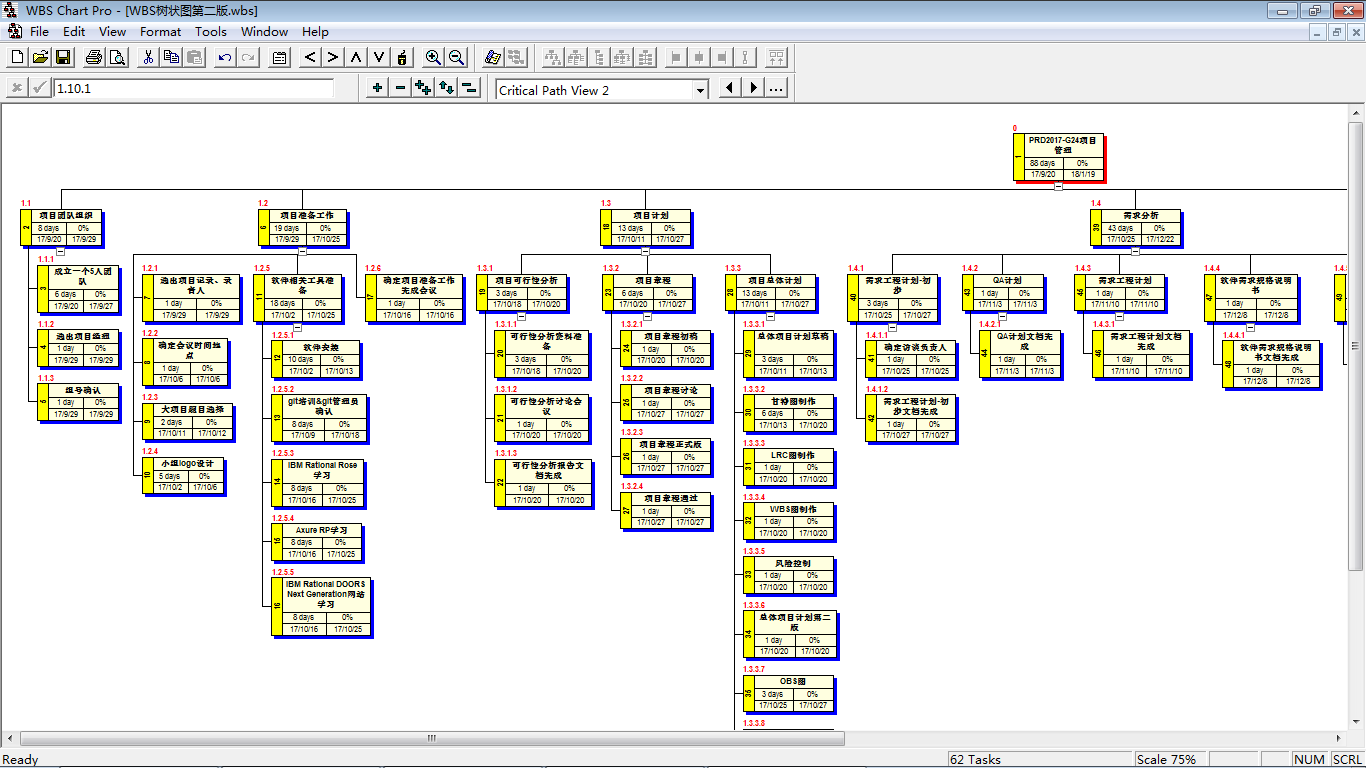 WBS Chart Pro - [WBS树状图第二版.wbs]
File Edit View Format Tools Window Help
1.10.1
Critical Path View 2
0
1
PRD2017-G24项目管理
88 days 0%
17/9/20 18/1/19
1.1
2
项目团队组织
8 days 0%
17/9/20 17/9/29
1.1.1
3
成立一个5人团
队
6 days 0%
17/9/20 17/9/27
1.1.2
4
选出项目经理
1 day 0%
17/9/29 17/9/29
1.1.3
5
组号确认
1 day 0%
17/9/29 17/9/29
1.2
6
项目准备工作
19 days 0%
17/9/29 17/10/25
1.2.1
7
选出项目记录、录
音人
1 day 0%
17/9/29 17/9/29
1.2.2
8
确定会议时间地
点
1 day 0%
17/10/6 17/10/6
1.2.3
9
大项目题目选择
2 days 0%
17/10/11 17/10/12
1.2.4
10
小组logo设计
5 days 0%
17/10/2 17/10/6
1.2.5
11
软件相关工具准
备
18 days 0%
17/10/2 17/10/25
1.2.5.1
12
软件安装
10 days 0%
17/10/2 17/10/13
1.2.5.2
13
git培训&git管理员
确认
8 days 0%
17/10/9 17/10/18
1.2.5.3
14
IBM Rational Rose
学习
8 days 0%
17/10/16 17/10/25
1.2.5.4
15
Axure RP学习
8 days 0%
17/10/16 17/10/25
1.2.5.5
16
IBM Rational DOORS
Next Generation网站
学习
8 days 0%
17/10/16 17/10/25
1.2.6
17
确定项目准备工作
完成会议
1 day 0%
17/10/16 17/10/16
1.3
18
项目计划
13 days 0%
17/10/11 17/10/27
1.3.1
19
项目可行性分析
3 days 0%
17/10/18 17/10/20
1.3.1.1
20
可行性分析资料准
备
3 days 0%
17/10/18 17/10/20
1.3.1.2
21
可行性分析讨论会
议
1 day 0%
17/10/20 17/10/20
1.3.1.3
22
可行性分析报告文
档完成
1 day 0%
17/10/20 17/10/20
1.3.2
23
项目章程
6 days 0%
17/10/20 17/10/27
1.3.2.1
24
项目章程初稿
1 day 0%
17/10/20 17/10/20
1.3.2.2
25
项目章程讨论
1 day 0%
17/10/27 17/10/27
1.3.2.3
26
项目章程正式版
1 day 0%
17/10/27 17/10/27
1.3.2.4
27
项目章程通过
1 day 0%
17/10/27 17/10/27
1.3.3
28
项目总体计划
13 days 0%
17/10/11 17/10/27
1.3.3.1
29
总体项目计划草稿
3 days 0%
17/10/11 17/10/13
1.3.3.2
30
甘特图制作
6 days 0%
17/10/13 17/10/20
1.3.3.3
31
LRC图制作
1 day 0%
17/10/20 17/10/20
1.3.3.4
32
WBS图制作
1 day 0%
17/10/20 17/10/20
1.3.3.5
33
风险控制
1 day 0%
17/10/20 17/10/20
1.3.3.6
34
总体项目计划第二
版
1 day 0%
17/10/20 17/10/20
1.3.3.7
35
OBS图
3 days 0%
17/10/25 17/10/27
1.3.3.8
1.4
39
需求分析
43 days 0%
17/10/25 17/12/22
1.4.1
40
需求工程计划-初
步
3 days 0%
17/10/25 17/10/27
1.4.1.1
41
确定访谈负责人
1 day 0%
17/10/25 17/10/25
1.4.1.2
42
需求工程计划-初
步文档完成
1 day 0%
17/10/27 17/10/27
1.4.2
43
QA计划
1 day 0%
17/11/3 17/11/3
1.4.2.1
44
QA计划文档完
成
1 day 0%
17/11/3 17/11/3
1.4.3
45
需求工程计划
1 day 0%
17/11/10 17/11/10
1.4.3.1
46
需求工程计划文档
完成
1 day 0%
17/11/10 17/11/10
1.4.4
47
软件需求规格说明
书
1 day 0%
17/12/8 17/12/8
1.4.4.1
48
软件需求规格说明
书文档完成
1 day 0%
17/12/8 17/12/8
49
Ready 62 Tasks Scale 75% NUM SCRL